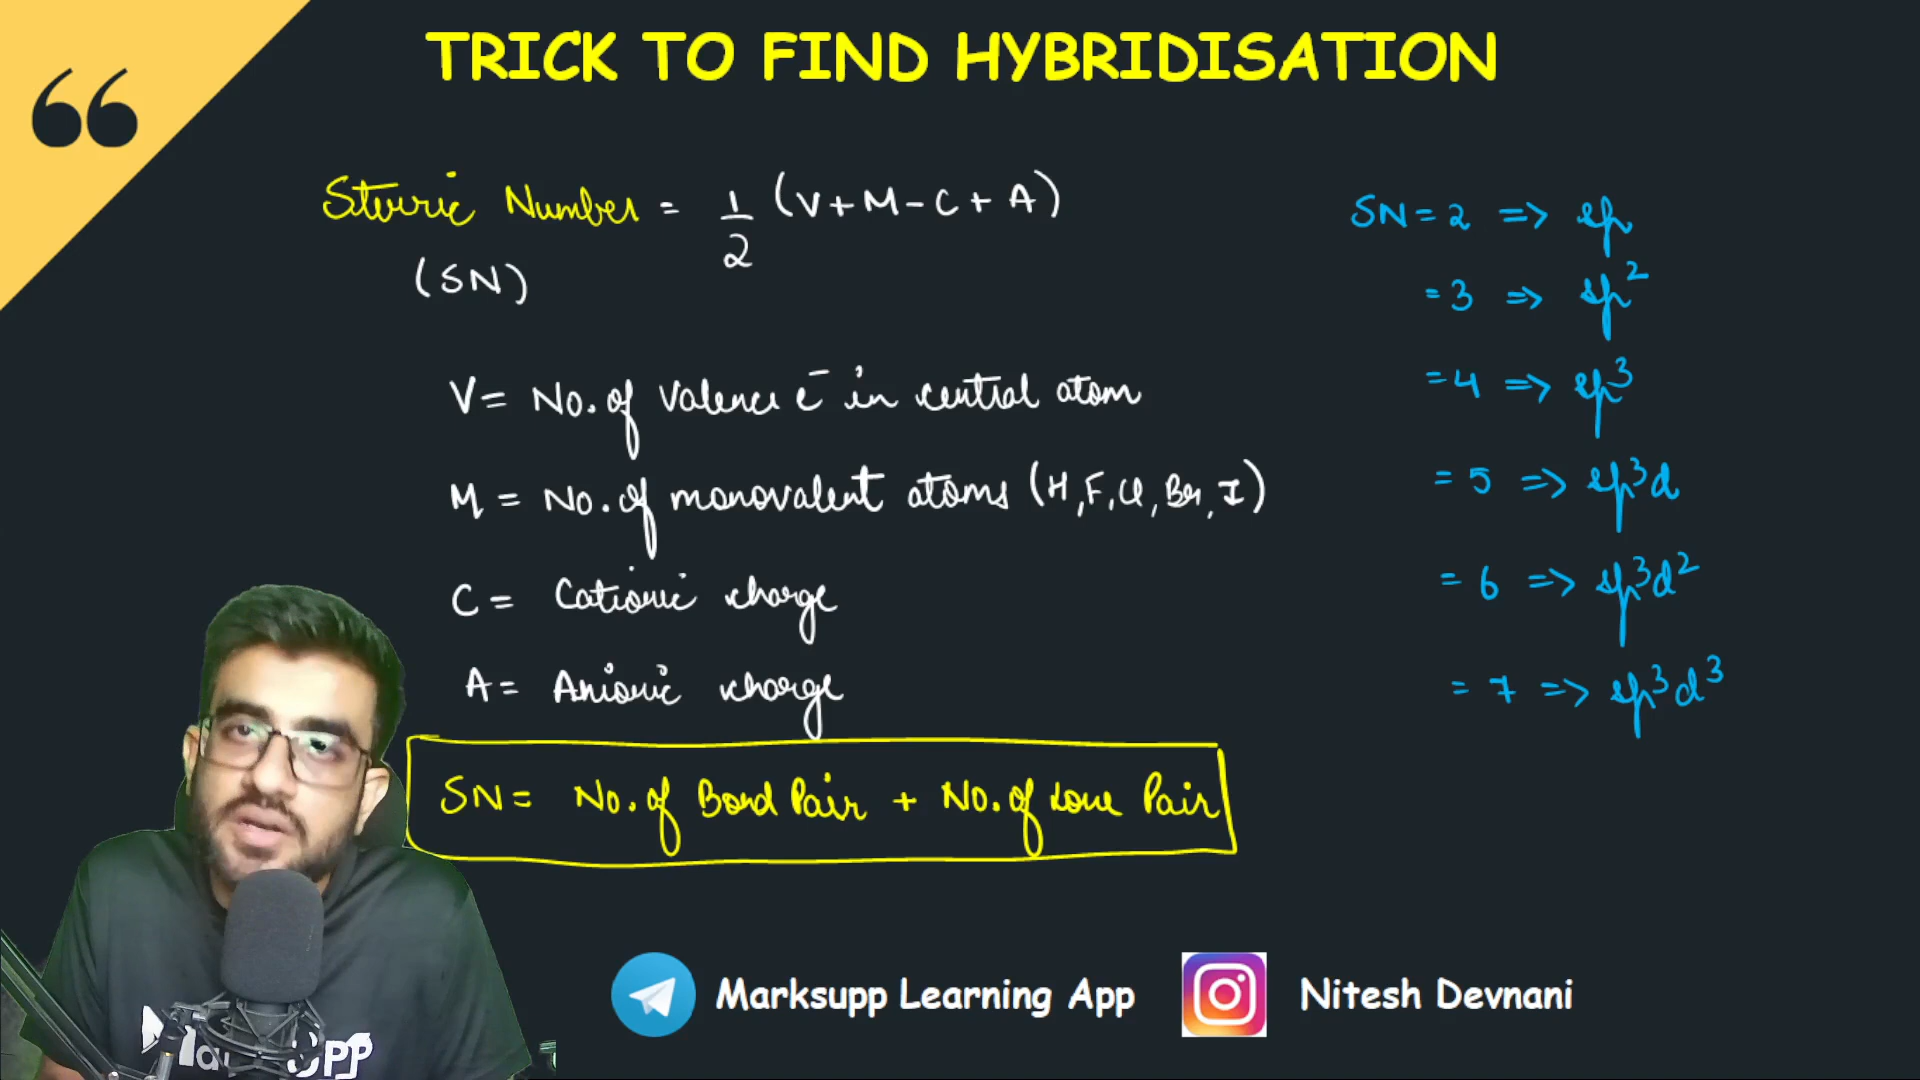 TRICK TO FIND HYBRIDISATION
Steric Number = 1/2 (V+M-C+A)
(SN)
SN=2 => sp
=3 => sp²
=4 => sp³
=5 => sp³d
=6 => sp³d²
=7 => sp³d³
V= No. of Valence e⁻ in central atom
M = No. of monovalent atoms (H, F, Cl, Br, I)
C= Cationic charge
A= Anionic charge
SN= No. of Bond Pair + No. of Lone Pair
Marksupp Learning App
Nitesh Devnani